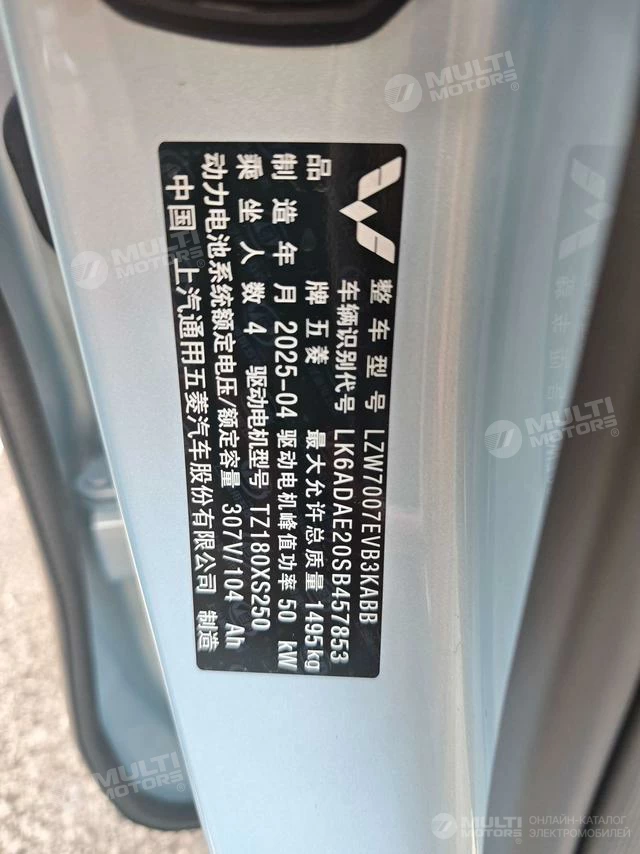 整车型号 LZW7007EVB3KABB
车辆识别代号 LK6ADAE20SB457853
品牌 五菱 最大允许总质量 1495kg
制造年月 2025-04 驱动电机峰值功率 50 kW
乘坐人数 4 驱动电机型号 TZ180XS250
动力电池系统额定电压/额定容量 307V/104 Ah
中国 上汽通用五菱汽车股份有限公司 制造
MULTI MOTORS®
MULTI MOTORS®
MULTI MOTORS®
MULTI MOTORS®
MULTI MOTORS®
ОНЛАЙН-КАТАЛОГ
ЭЛЕКТРОМОБИЛЕЙ